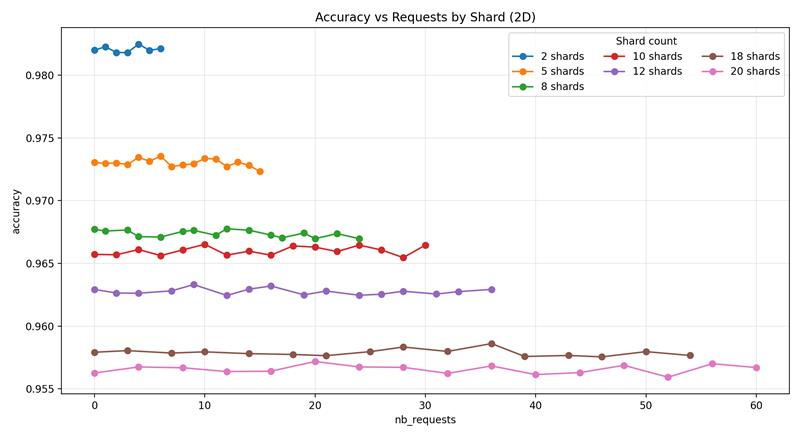 Accuracy vs Requests by Shard (2D)
Shard count
2 shards 10 shards 18 shards
5 shards 12 shards 20 shards
8 shards
accuracy
0.980
0.975
0.970
0.965
0.960
0.955
0 10 20 30 40 50 60
nb_requests